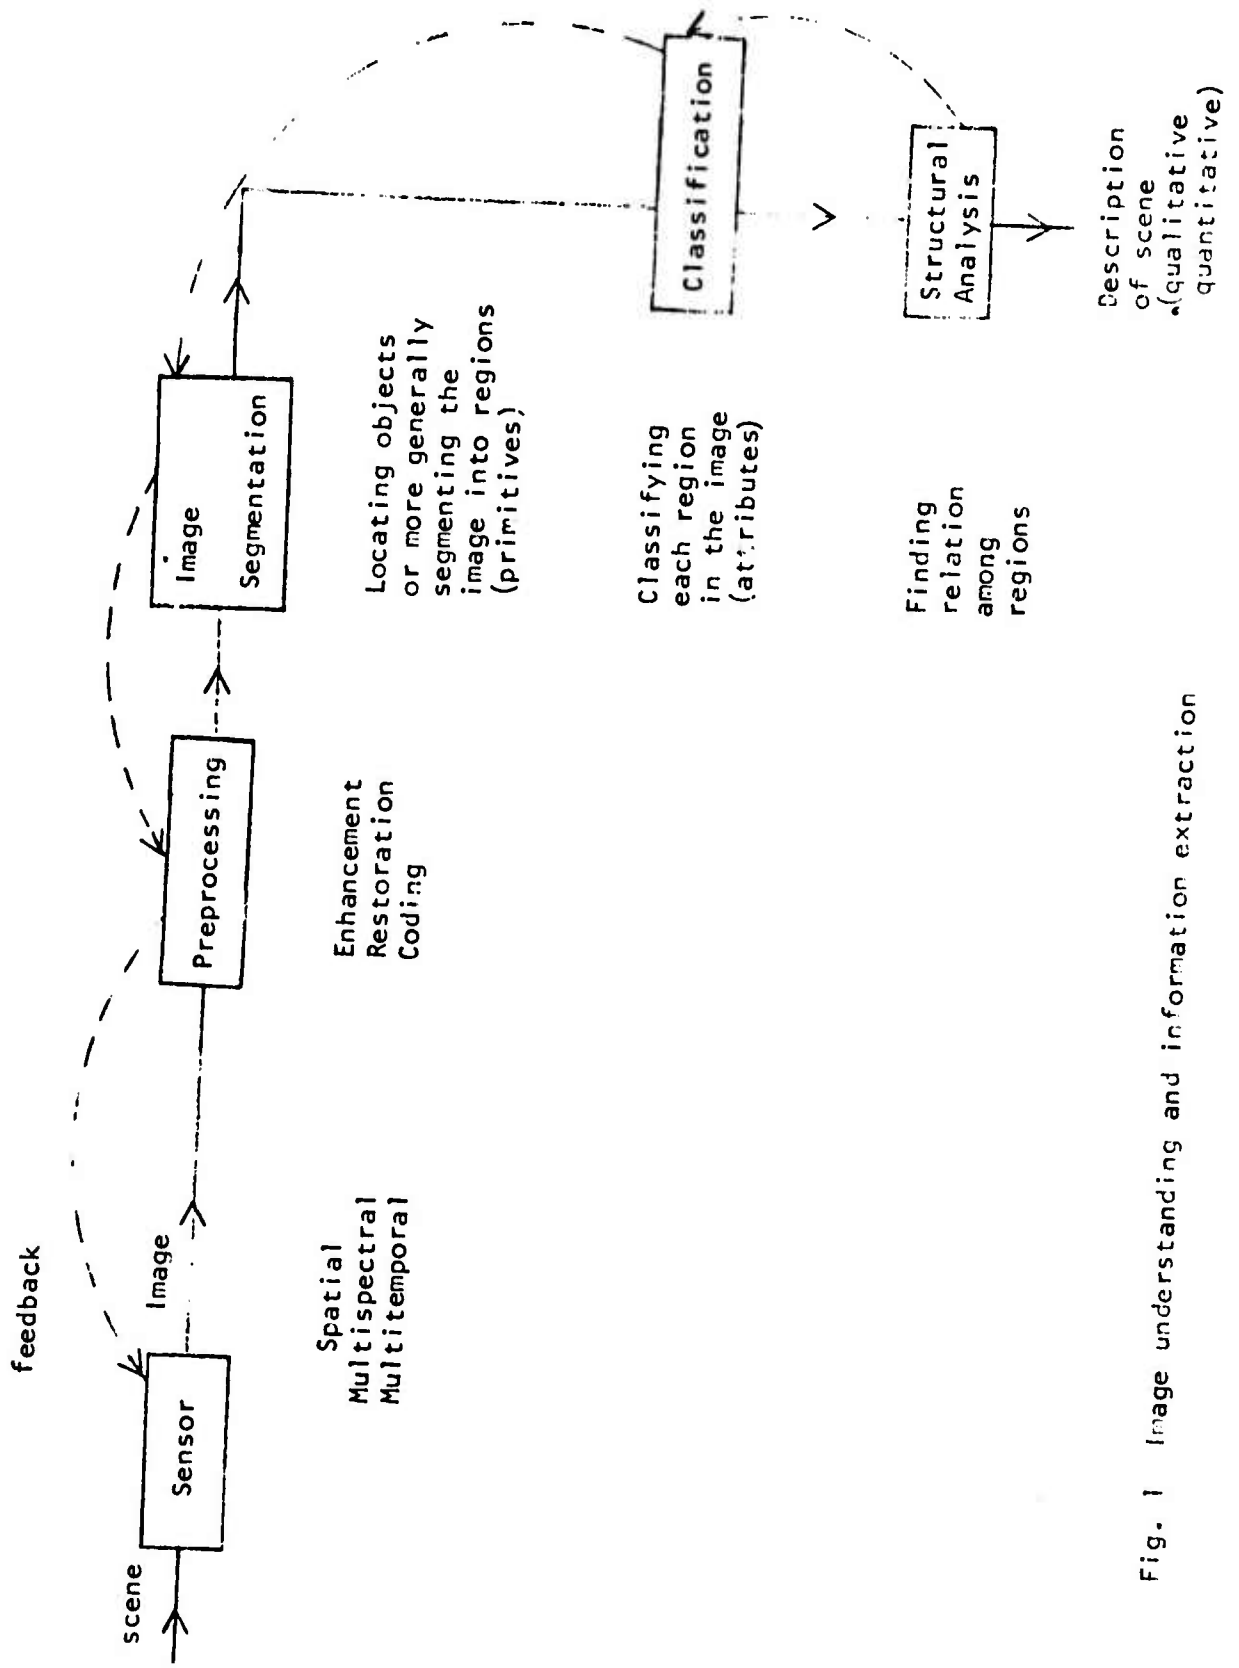 feedback
scene
Sensor
Image
Preprocessing
Image
Segmentation
Spatial
Multispectral
Multitemporal
Enhancement
Restoration
Coding
Locating objects
or more generally
segmenting the
image into regions
(primitives)
Classification
Classifying
each region
in the image
(attributes)
Structural
Analysis
Finding
relation
among
regions
Description
of scene
(qualitative
quantitative)
Fig. 1 Image understanding and information extraction